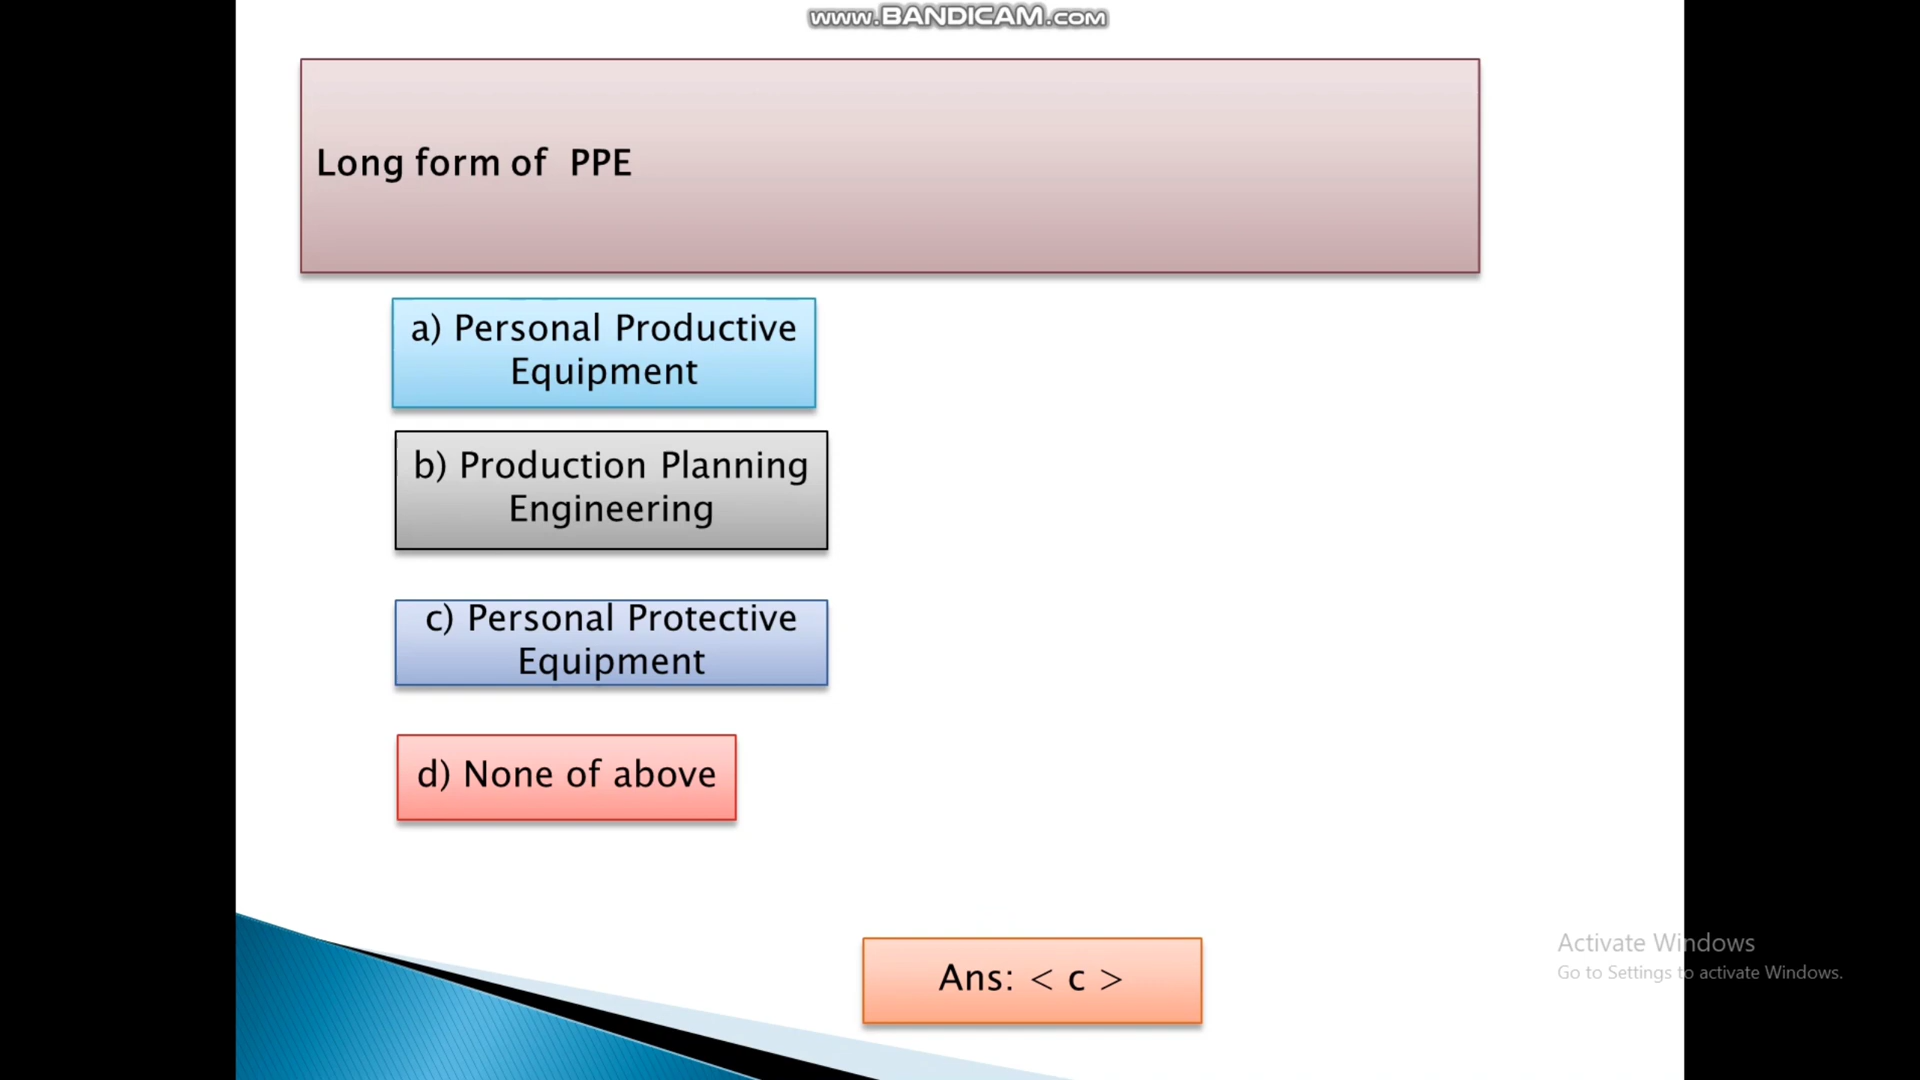 www.BANDICAM.com
Long form of PPE
a) Personal Productive
Equipment
b) Production Planning
Engineering
c) Personal Protective
Equipment
d) None of above
Ans: < c >
Activate Windows
Go to Settings to activate Windows.